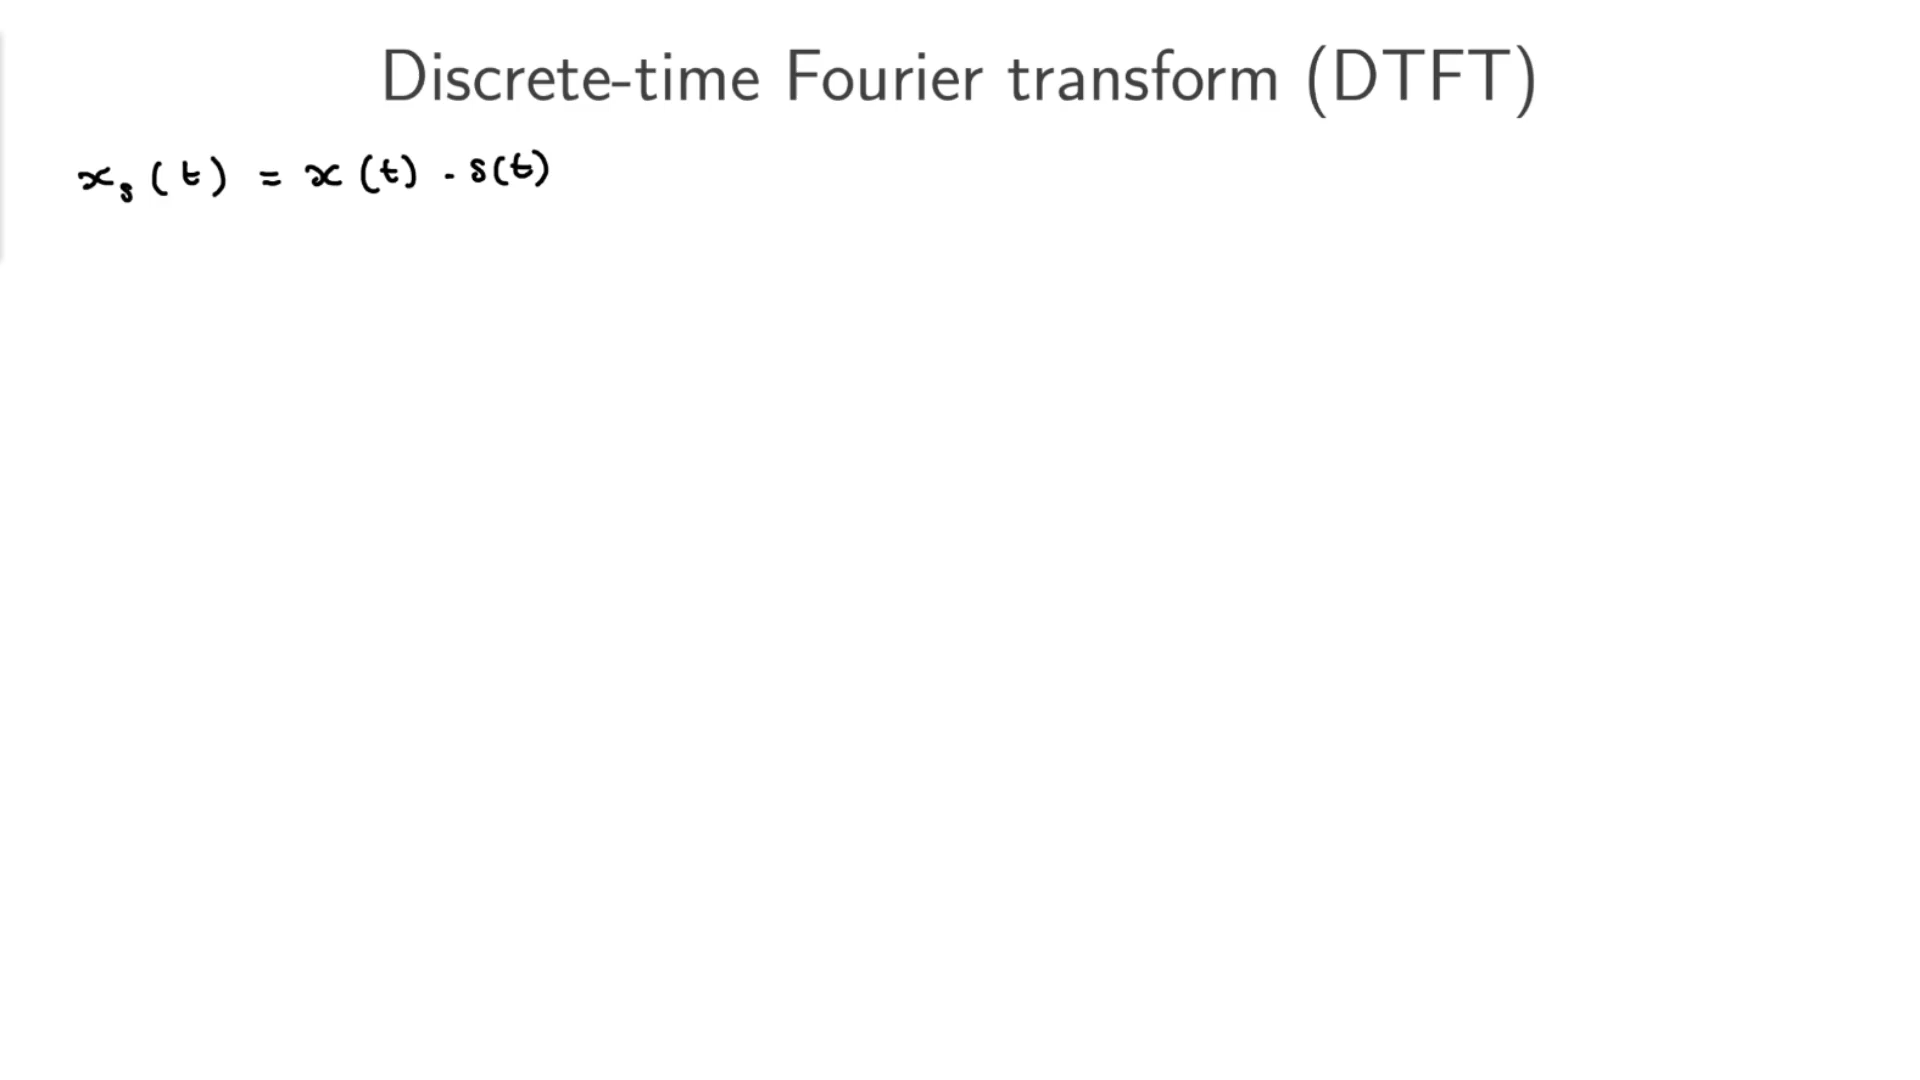 Discrete-time Fourier transform (DTFT)
xₛ(t) = x(t) · s(t)